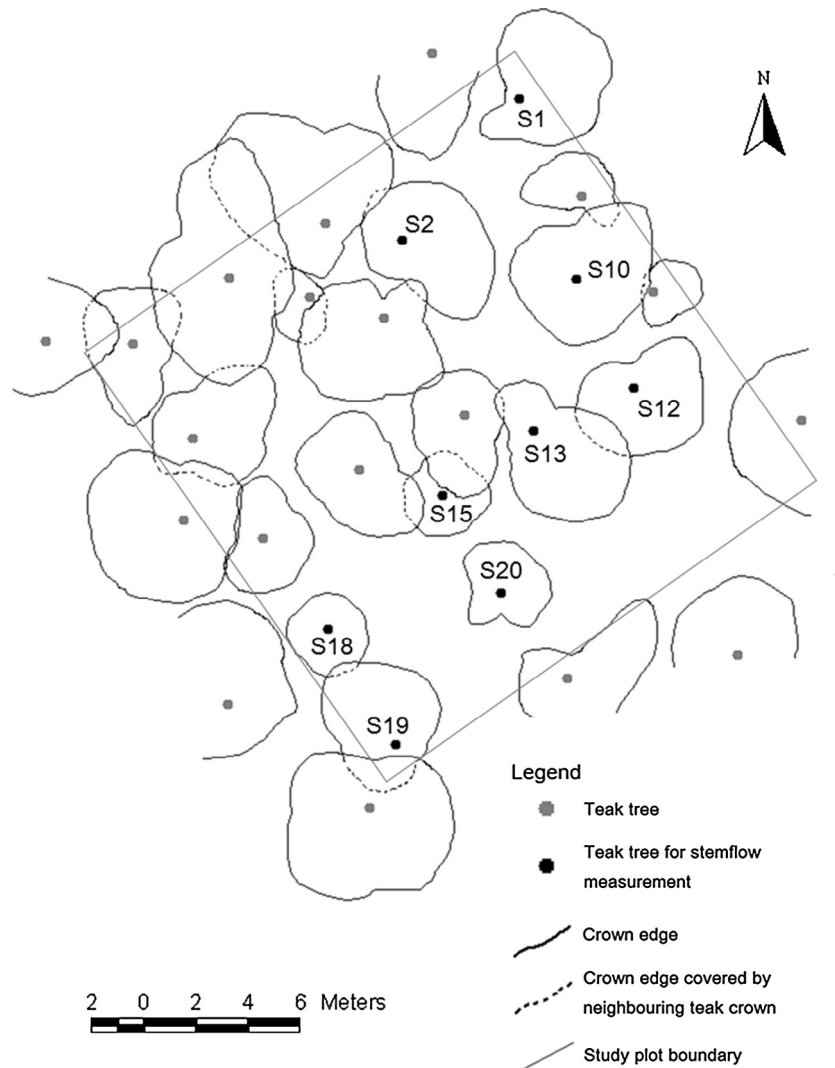 N
S1
S2
S10
S12
S13
S15
S20
S18
S19
Legend
Teak tree
Teak tree for stemflow
measurement
Crown edge
Crown edge covered by
neighbouring teak crown
Study plot boundary
2 0 2 4 6 Meters